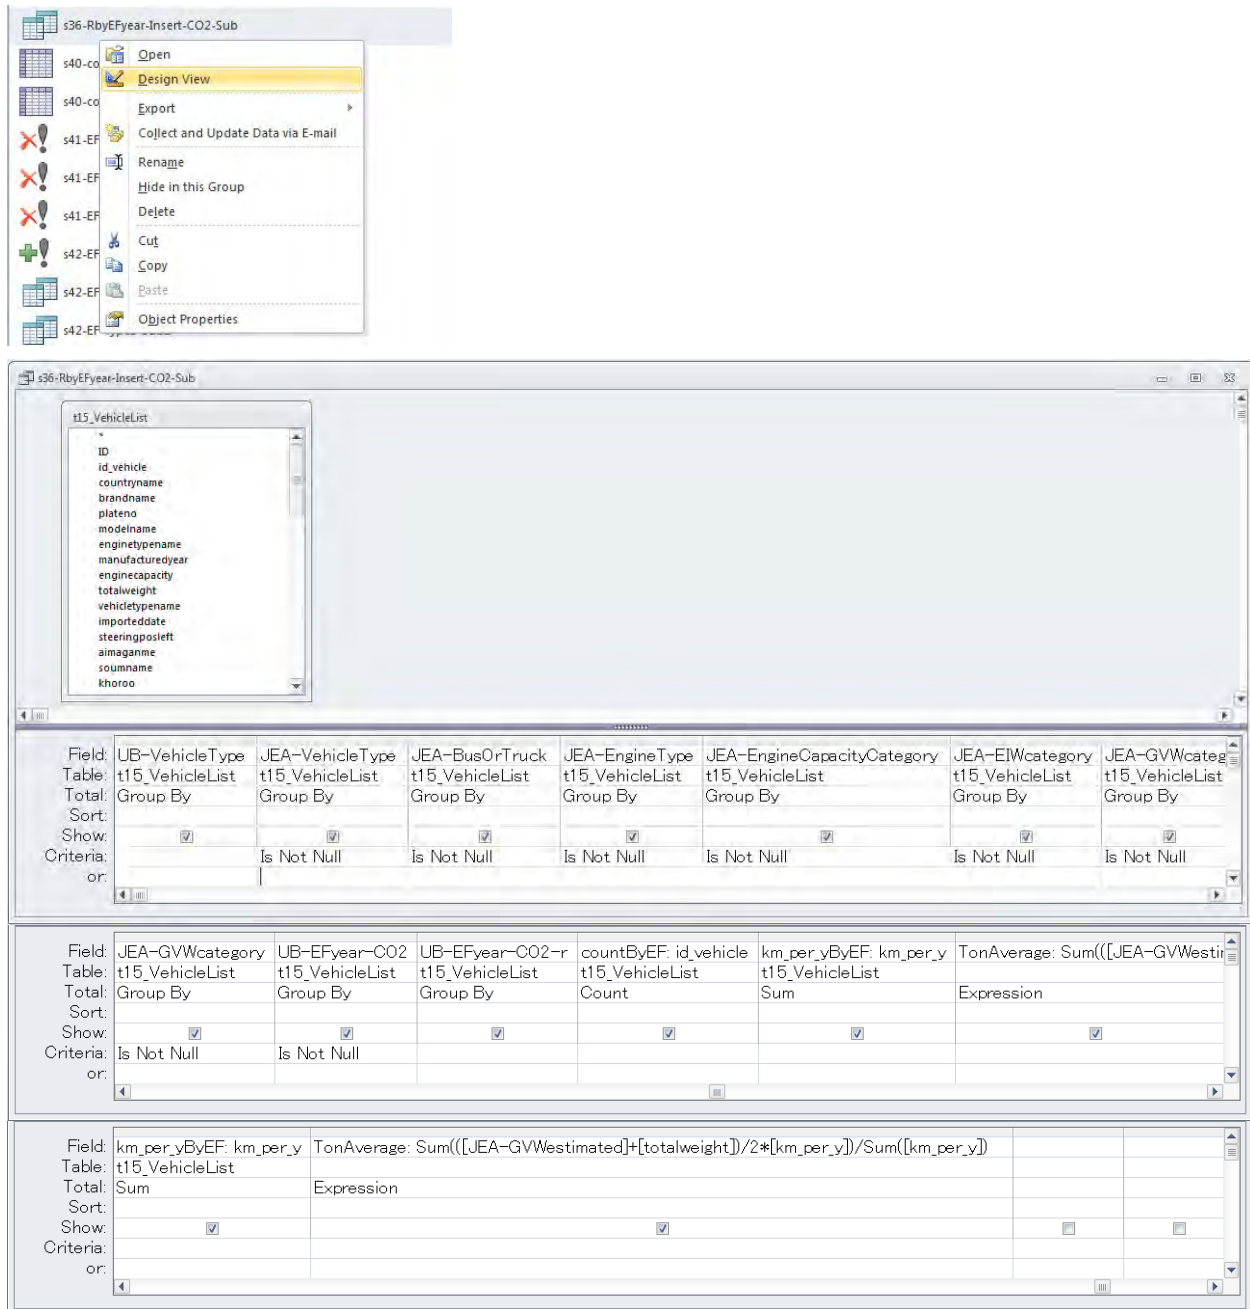 s36-RbyEFyear-Insert-CO2-Sub
Open
s40-co
Design View
s40-co
Export
Collect and Update Data via E-mail
s41-EF
Rename
s41-EF
Hide in this Group
Delete
s41-EF
Cut
s42-EF
Copy
s42-EF
Paste
Object Properties
s42-EF
s36-RbyEFyear-Insert-CO2-Sub
t15_VehicleList
*
ID
id_vehicle
countryname
brandname
plateno
modelname
enginetypename
manufacturedyear
enginecapacity
totalweight
vehicletypename
importeddate
steeringposleft
aimaganme
soumname
khoroo
Field: UB-VehicleType JEA-VehicleType JEA-BusOrTruck JEA-EngineType JEA-EngineCapacityCategory JEA-EIWcategory JEA-GVWcateg
Table: t15_VehicleList t15_VehicleList t15_VehicleList t15_VehicleList t15_VehicleList t15_VehicleList t15_VehicleList
Total: Group By Group By Group By Group By Group By Group By Group By
Sort:
Show:
Criteria: Is Not Null Is Not Null Is Not Null Is Not Null Is Not Null Is Not Null
or:
Field: JEA-GVWcategory UB-EFyear-CO2 UB-EFyear-CO2-r countByEF: id_vehicle km_per_yByEF: km_per_y TonAverage: Sum(([JEA-GVWestir
Table: t15_VehicleList t15_VehicleList t15_VehicleList t15_VehicleList t15_VehicleList
Total: Group By Group By Group By Count Sum Expression
Sort:
Show:
Criteria: Is Not Null Is Not Null
or:
Field: km_per_yByEF: km_per_y TonAverage: Sum(([JEA-GVWestimated]+[totalweight])/2*[km_per_y])/Sum([km_per_y])
Table: t15_VehicleList
Total: Sum Expression
Sort:
Show:
Criteria:
or: